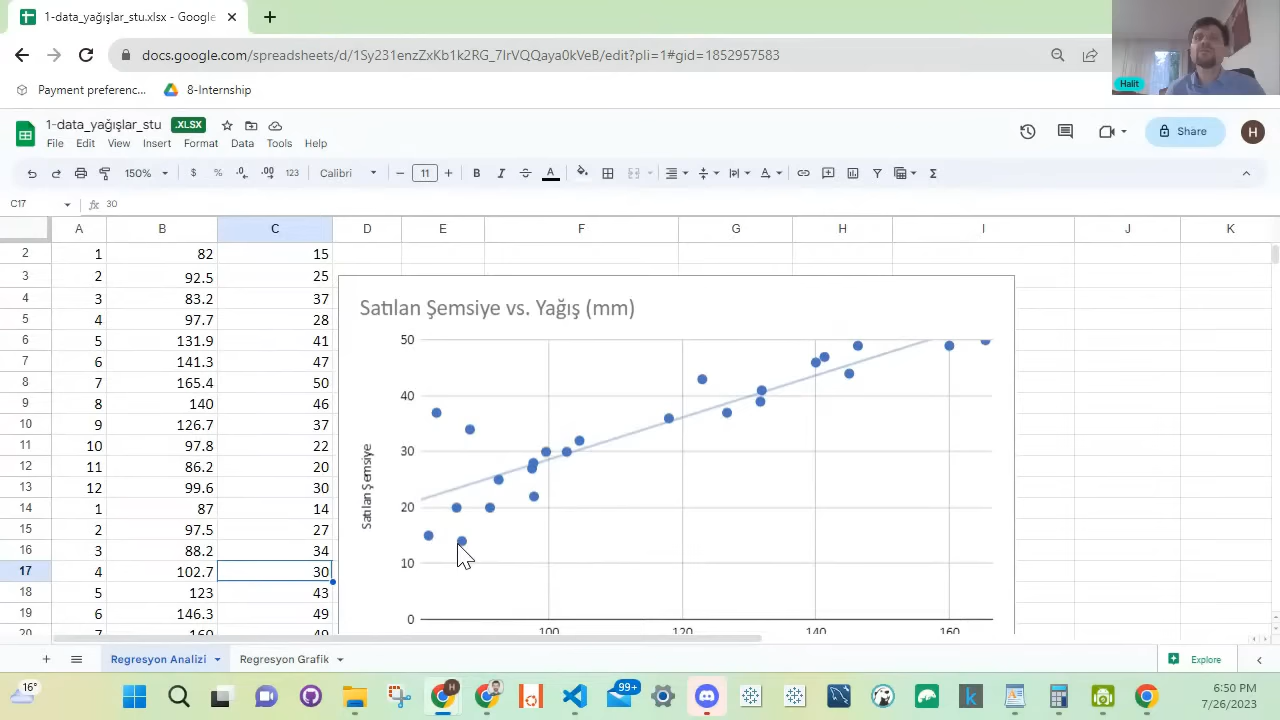 1-data_yağışlar_stu.xlsx - Google
docs.google.com/spreadsheets/d/1Sy231enzZxKb1k2RG_7IrVQQaya0kVeB/edit?pli=1#gid=1852957583
Payment preferenc... 8-Internship
Halit
1-data_yağışlar_stu .XLSX
File Edit View Insert Format Data Tools Help
Share H
150% $ % .0 .00 123 Calibri 11 B I A
C17 fx 30
A B C D E F G H I J K
2 1 82 15
3 2 92.5 25
4 3 83.2 37
5 4 97.7 28
6 5 131.9 41
7 6 141.3 47
8 7 165.4 50
9 8 140 46
10 9 126.7 37
11 10 97.8 22
12 11 86.2 20
13 12 99.6 30
14 1 87 14
15 2 97.5 27
16 3 88.2 34
17 4 102.7 30
18 5 123 43
19 6 146.3 49
20 7 160 49
Satılan Şemsiye vs. Yağış (mm)
50
40
30
20
10
0
Satılan Şemsiye
100 120 140 160
Regresyon Analizi Regresyon Grafik Explore
16°
H
99+
k
6:50 PM
7/26/2023